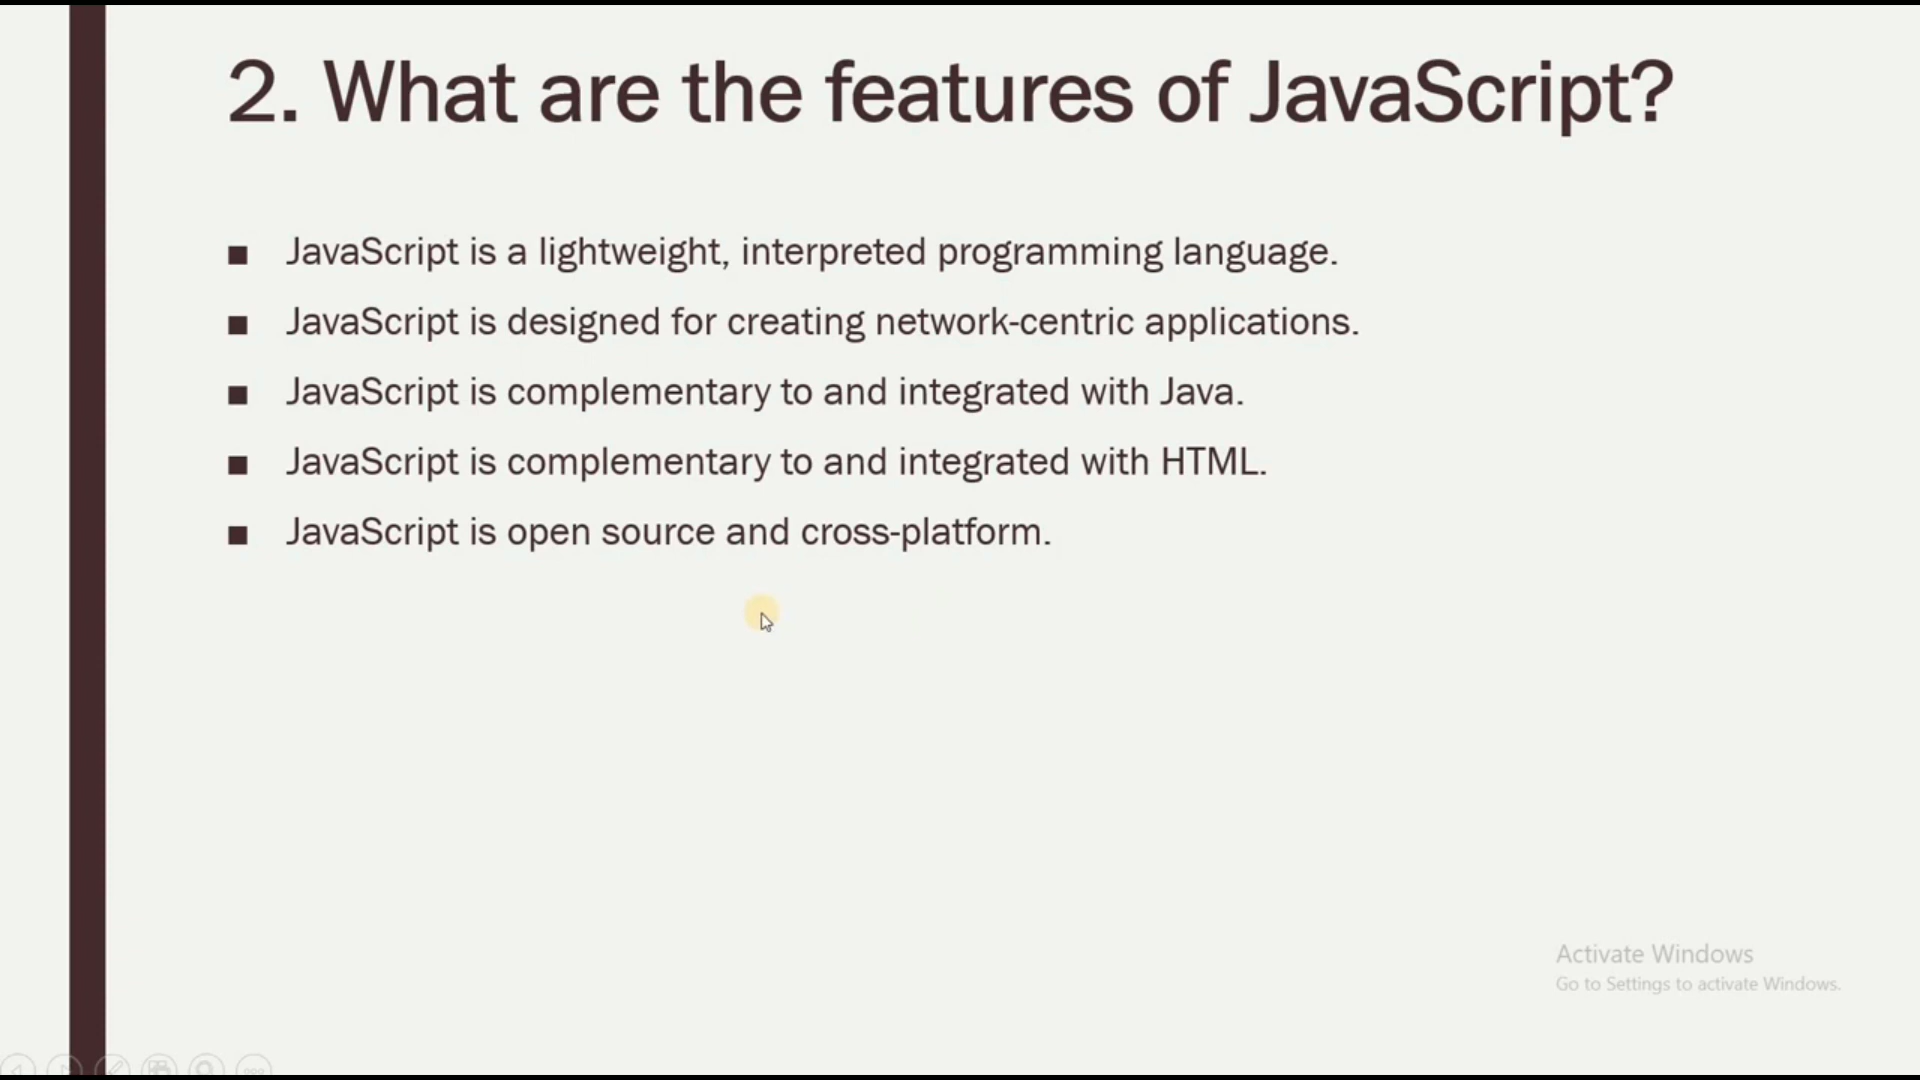 2. What are the features of JavaScript?
■ JavaScript is a lightweight, interpreted programming language.
■ JavaScript is designed for creating network-centric applications.
■ JavaScript is complementary to and integrated with Java.
■ JavaScript is complementary to and integrated with HTML.
■ JavaScript is open source and cross-platform.
Activate Windows
Go to Settings to activate Windows.